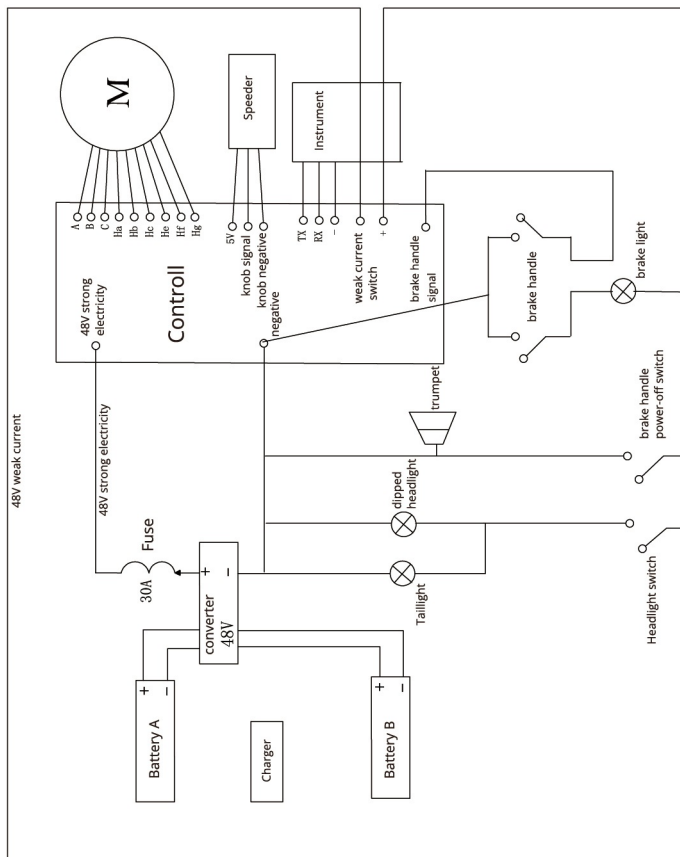 M
Speeder
Instrument
A
B
C
Ha
Hb
Hc
He
Hf
Hg
5V
knob signal
knob negative
TX
RX
-
weak current
switch
+
brake handle
signal
48V strong
electricity
Controll
negative
brake handle
brake light
48V weak current
48V strong electricity
trumpet
brake handle
power-off switch
dipped
headlight
Fuse
30A
+
-
converter
48V
Taillight
Headlight switch
+
-
Battery A
Charger
+
-
Battery B